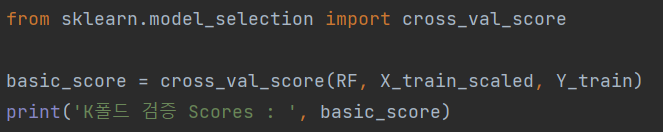 from sklearn.model_selection import cross_val_score
basic_score = cross_val_score(RF, X_train_scaled, Y_train)
print('K폴드 검증 Scores : ', basic_score)